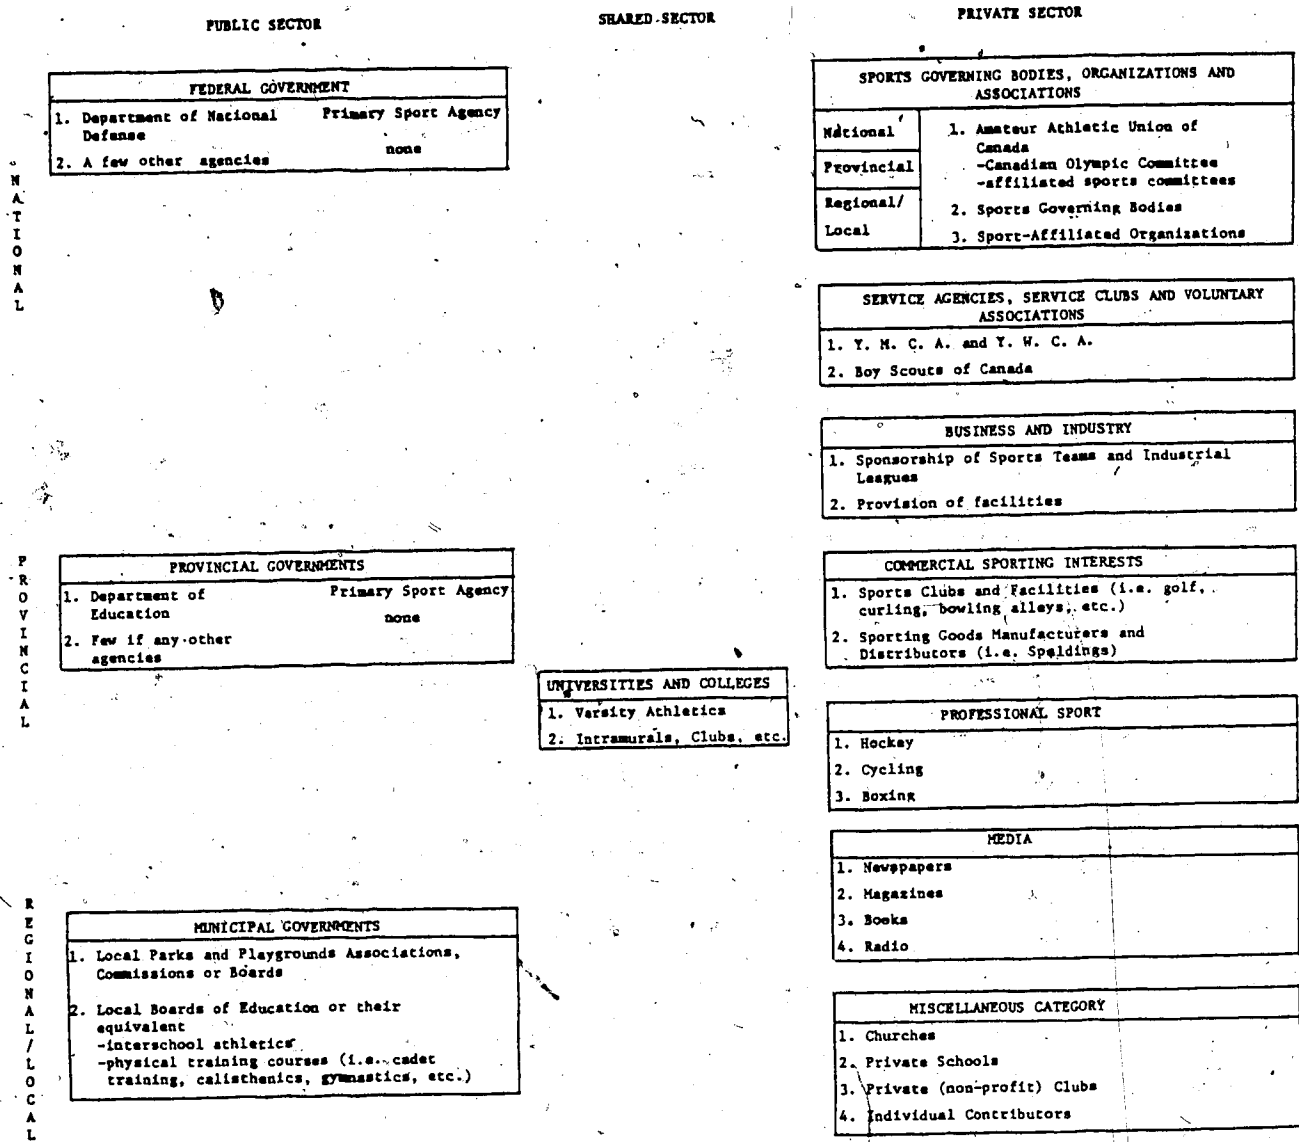 PUBLIC SECTOR
SHARED SECTOR
PRIVATE SECTOR
NATIONAL
FEDERAL GOVERNMENT
1. Department of National Defense
Primary Sport Agency
none
2. A few other agencies
SPORTS GOVERNING BODIES, ORGANIZATIONS AND
ASSOCIATIONS
National
Provincial
Regional/
Local
1. Amateur Athletic Union of
Canada
-Canadian Olympic Committee
-affiliated sports committees
2. Sports Governing Bodies
3. Sport-Affiliated Organizations
SERVICE AGENCIES, SERVICE CLUBS AND VOLUNTARY
ASSOCIATIONS
1. Y. M. C. A. and Y. W. C. A.
2. Boy Scouts of Canada
BUSINESS AND INDUSTRY
1. Sponsorship of Sports Teams and Industrial
Leagues
2. Provision of facilities
PROVINCIAL
PROVINCIAL GOVERNMENTS
1. Department of
Education
Primary Sport Agency
none
2. Few if any other
agencies
UNIVERSITIES AND COLLEGES
1. Varsity Athletics
2. Intramurals, Clubs, etc.
COMMERCIAL SPORTING INTERESTS
1. Sports Clubs and Facilities (i.e. golf,
curling, bowling alleys, etc.)
2. Sporting Goods Manufacturers and
Distributors (i.e. Spaldings)
PROFESSIONAL SPORT
1. Hockey
2. Cycling
3. Boxing
MEDIA
1. Newspapers
2. Magazines
3. Books
4. Radio
REGIONAL/LOCAL
MUNICIPAL GOVERNMENTS
1. Local Parks and Playgrounds Associations,
Commissions or Boards
2. Local Boards of Education or their
equivalent
-interschool athletics
-physical training courses (i.e. cadet
training, calisthenics, gymnastics, etc.)
MISCELLANEOUS CATEGORY
1. Churches
2. Private Schools
3. Private (non-profit) Clubs
4. Individual Contributors